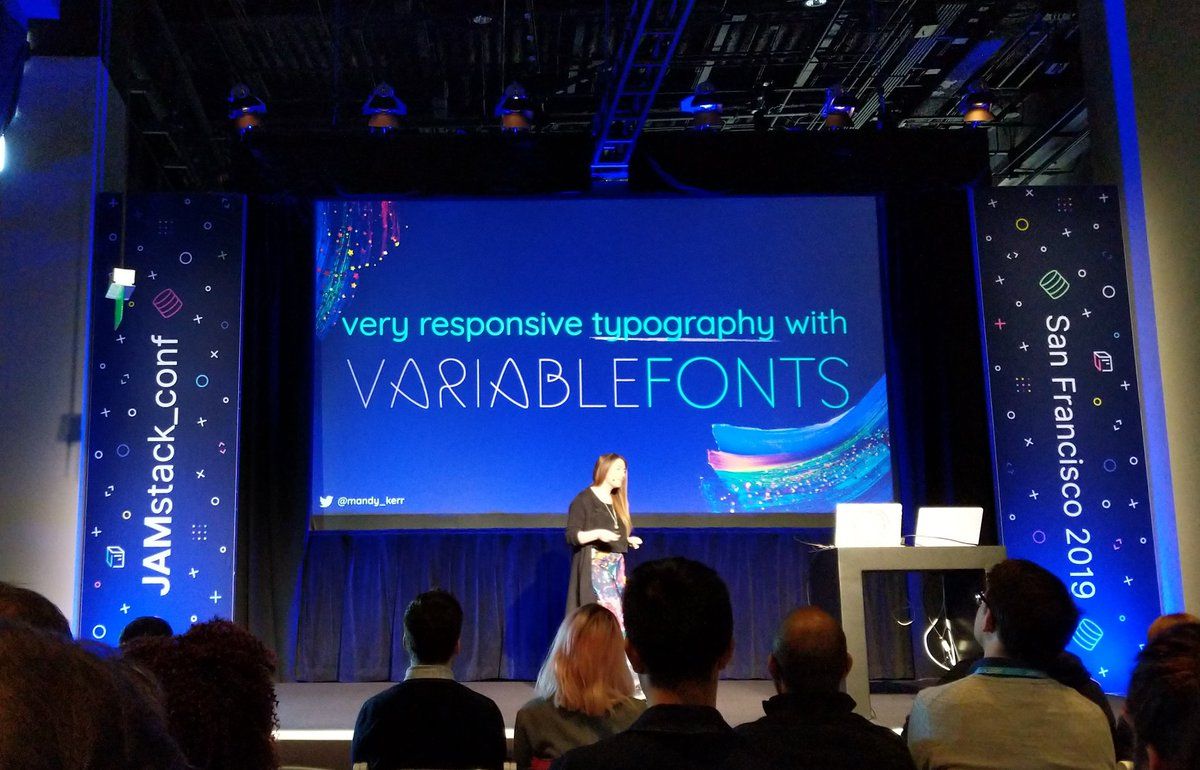 JAMstack_conf
very responsive typography with
VARIABLEFONTS
@mandy_kerr
San Francisco 2019